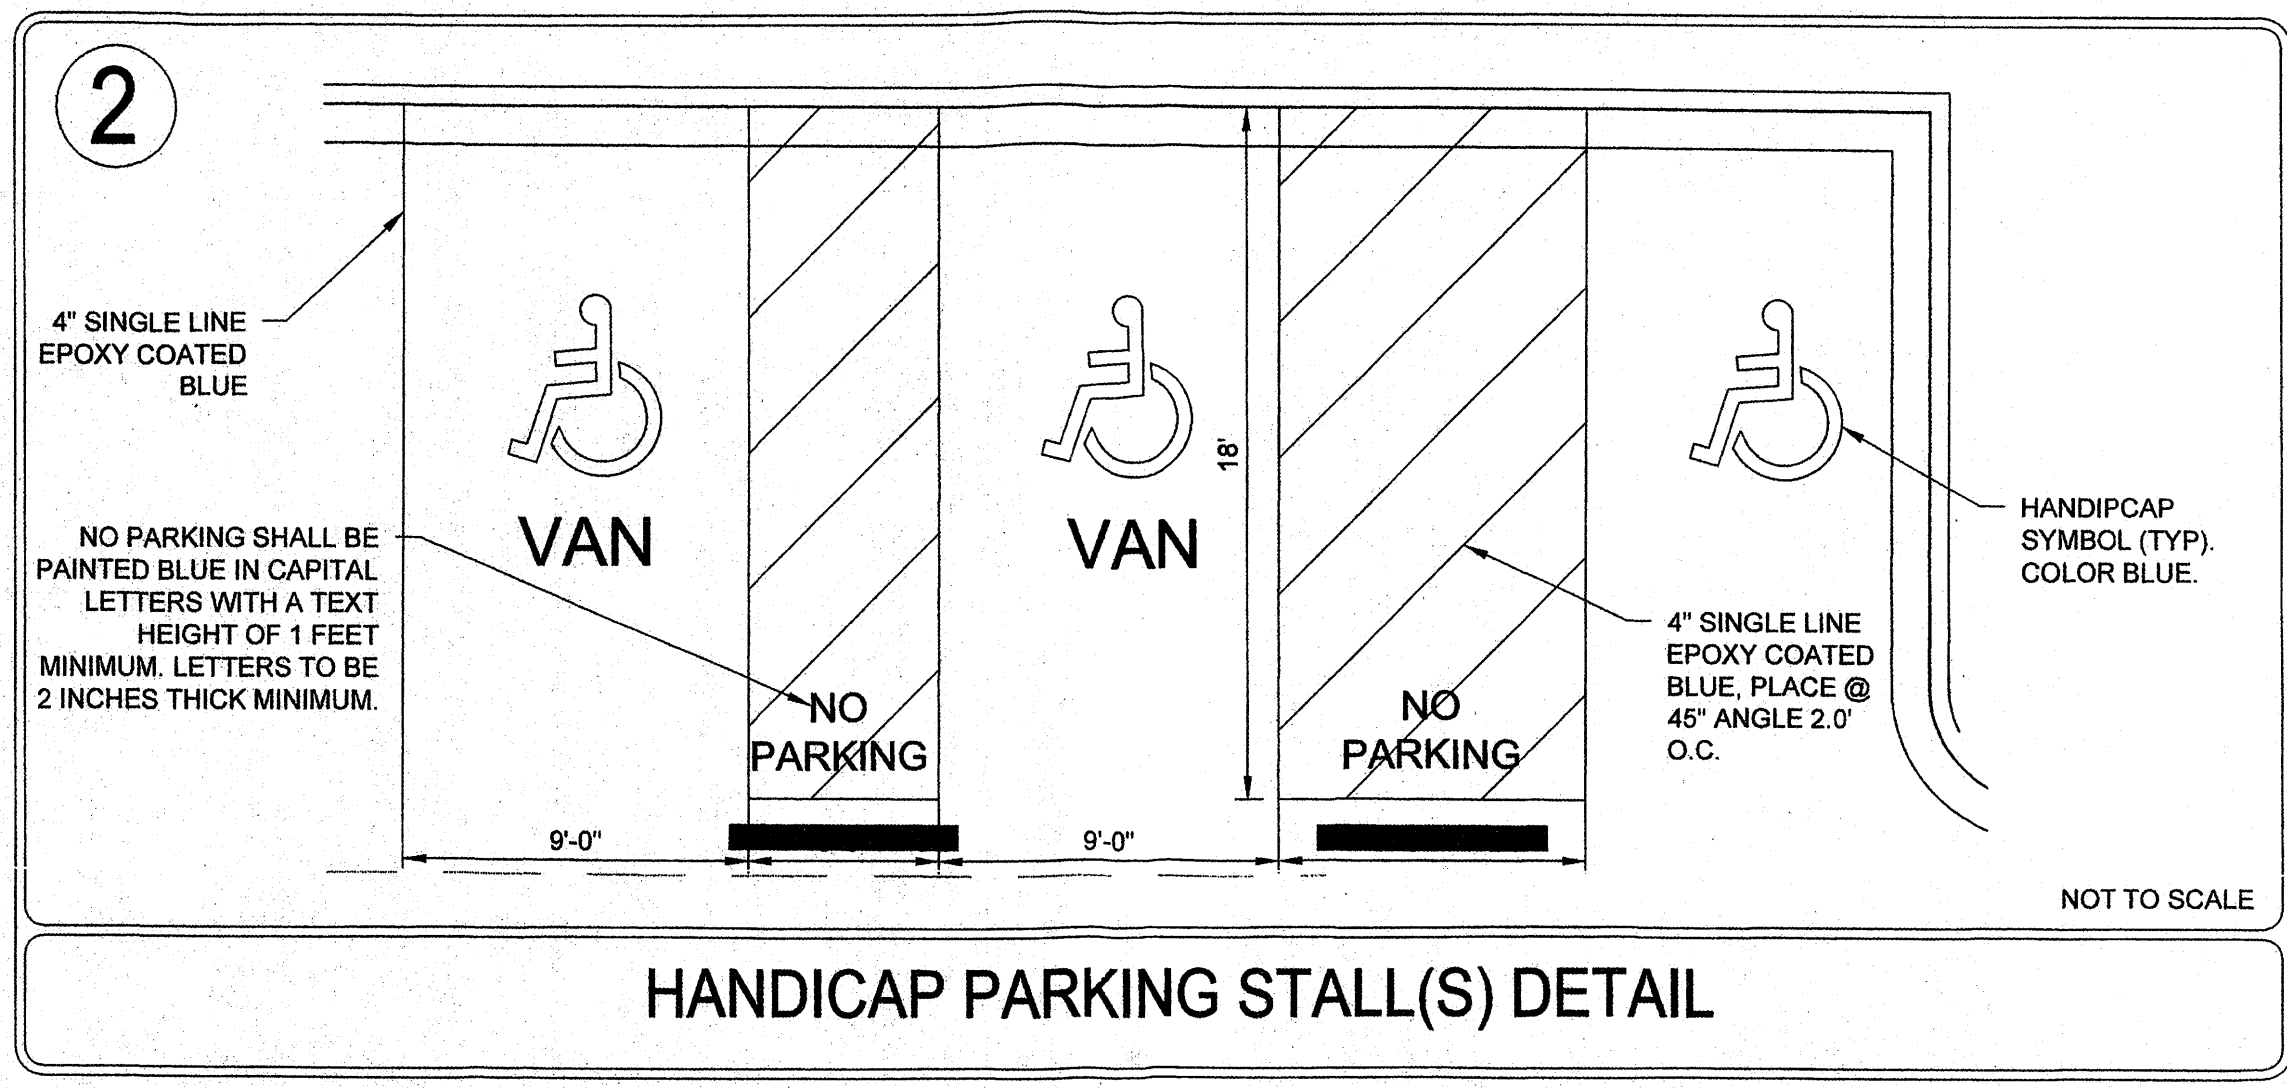 2
4" SINGLE LINE
EPOXY COATED
BLUE
NO PARKING SHALL BE
PAINTED BLUE IN CAPITAL
LETTERS WITH A TEXT
HEIGHT OF 1 FEET
MINIMUM. LETTERS TO BE
2 INCHES THICK MINIMUM.
VAN
NO
PARKING
VAN
18'
NO
PARKING
HANDIPCAP
SYMBOL (TYP).
COLOR BLUE.
4" SINGLE LINE
EPOXY COATED
BLUE, PLACE @
45" ANGLE 2.0'
O.C.
9'-0"
9'-0"
NOT TO SCALE
HANDICAP PARKING STALL(S) DETAIL